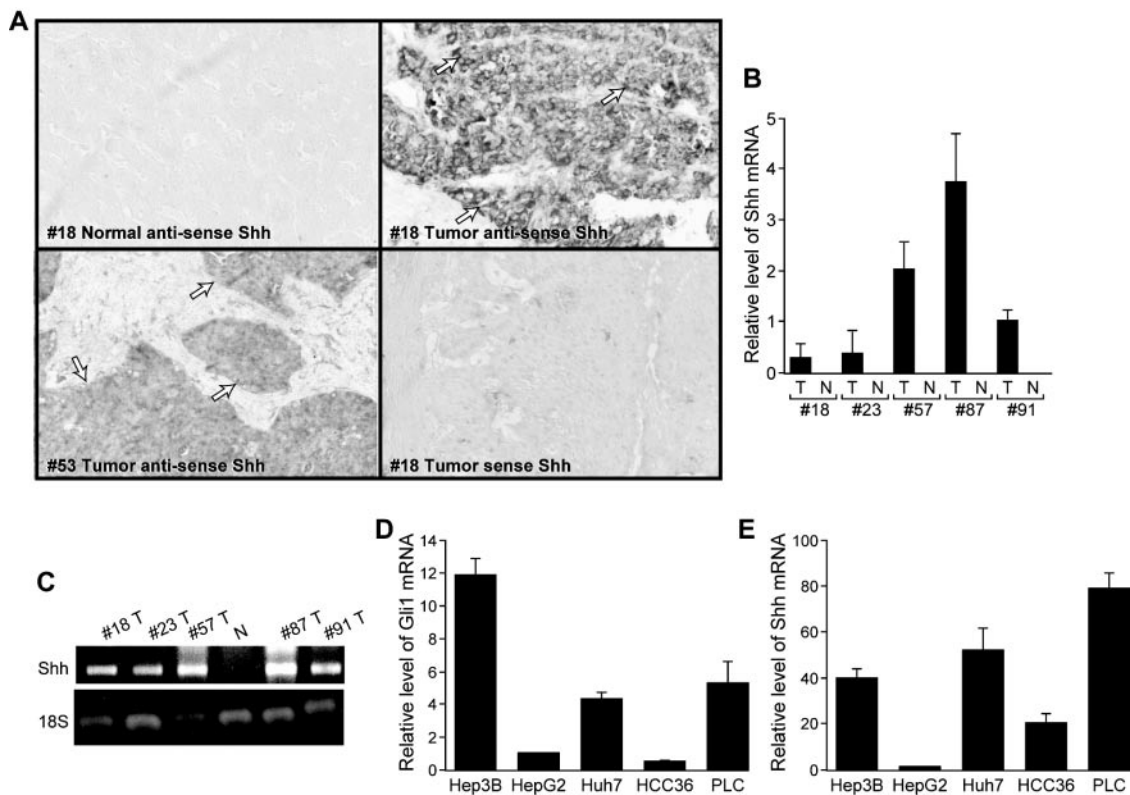 A
#18 Normal anti-sense Shh
#18 Tumor anti-sense Shh
#53 Tumor anti-sense Shh
#18 Tumor sense Shh
B
Relative level of Shh mRNA
5
4
3
2
1
0
T N T N T N T N T N
#18 #23 #57 #87 #91
C
#18 T #23 T #57 T N #87 T #91 T
Shh
18S
D
Relative level of Gli1 mRNA
14
12
10
8
6
4
2
0
Hep3B HepG2 Huh7 HCC36 PLC
E
Relative level of Shh mRNA
100
80
60
40
20
0
Hep3B HepG2 Huh7 HCC36 PLC